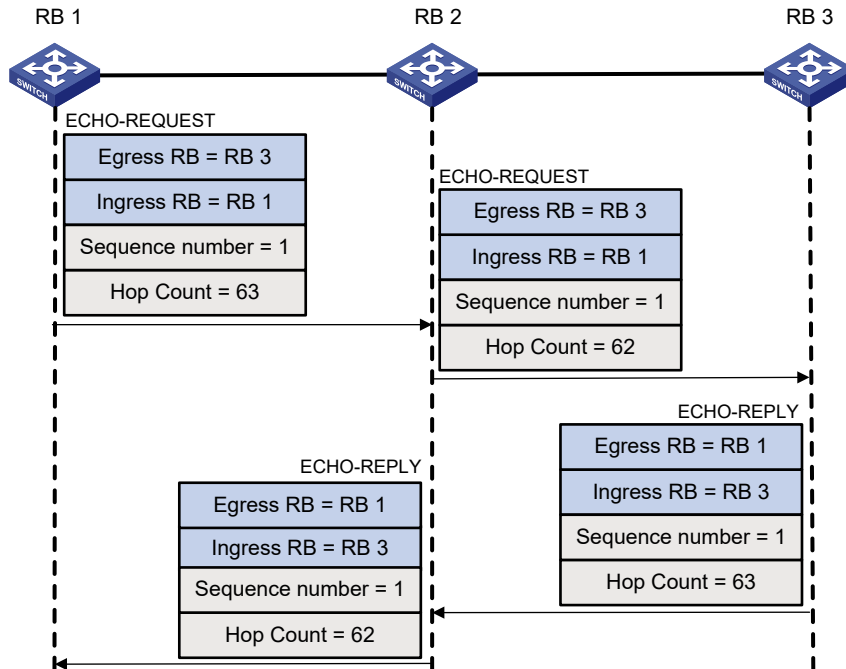 RB 1
RB 2
RB 3
SWITCH
SWITCH
SWITCH
ECHO-REQUEST
Egress RB = RB 3
Ingress RB = RB 1
Sequence number = 1
Hop Count = 63
ECHO-REQUEST
Egress RB = RB 3
Ingress RB = RB 1
Sequence number = 1
Hop Count = 62
ECHO-REPLY
Egress RB = RB 1
Ingress RB = RB 3
Sequence number = 1
Hop Count = 63
ECHO-REPLY
Egress RB = RB 1
Ingress RB = RB 3
Sequence number = 1
Hop Count = 62